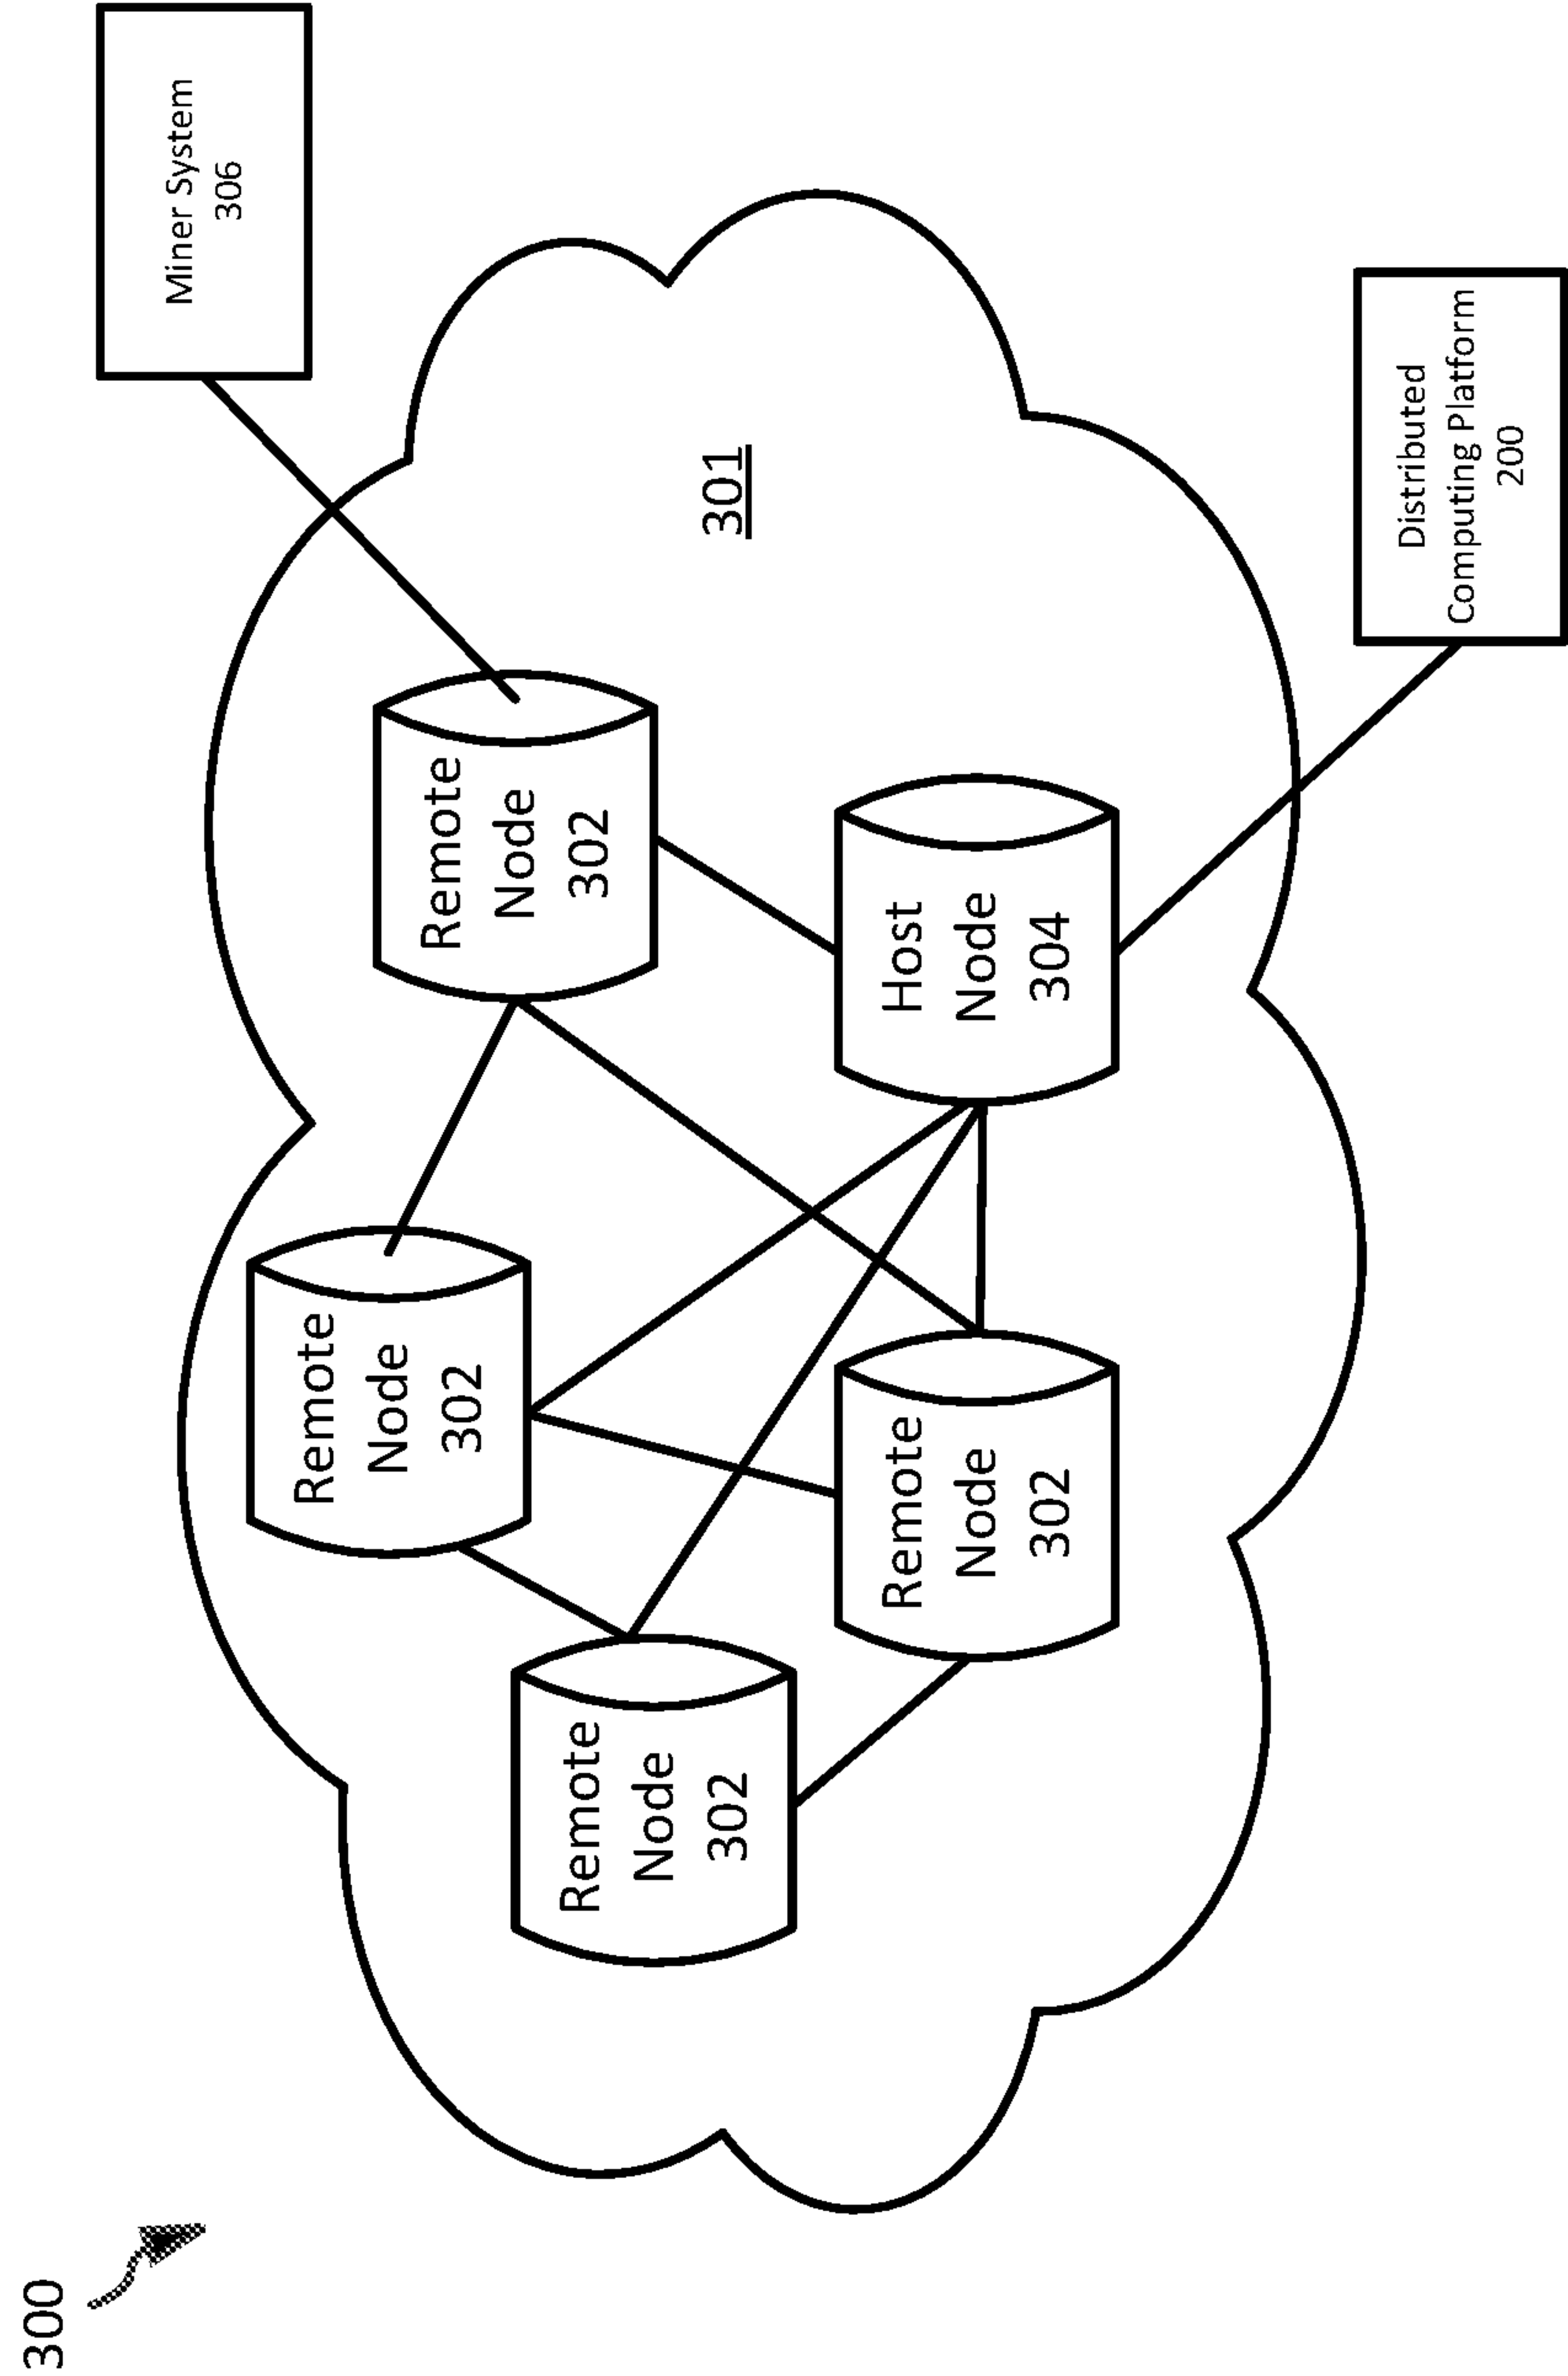 300
Miner System
306
Remote
Node
302
Remote
Node
302
Remote
Node
302
301
Remote
Node
302
Host
Node
304
Distributed
Computing Platform
200